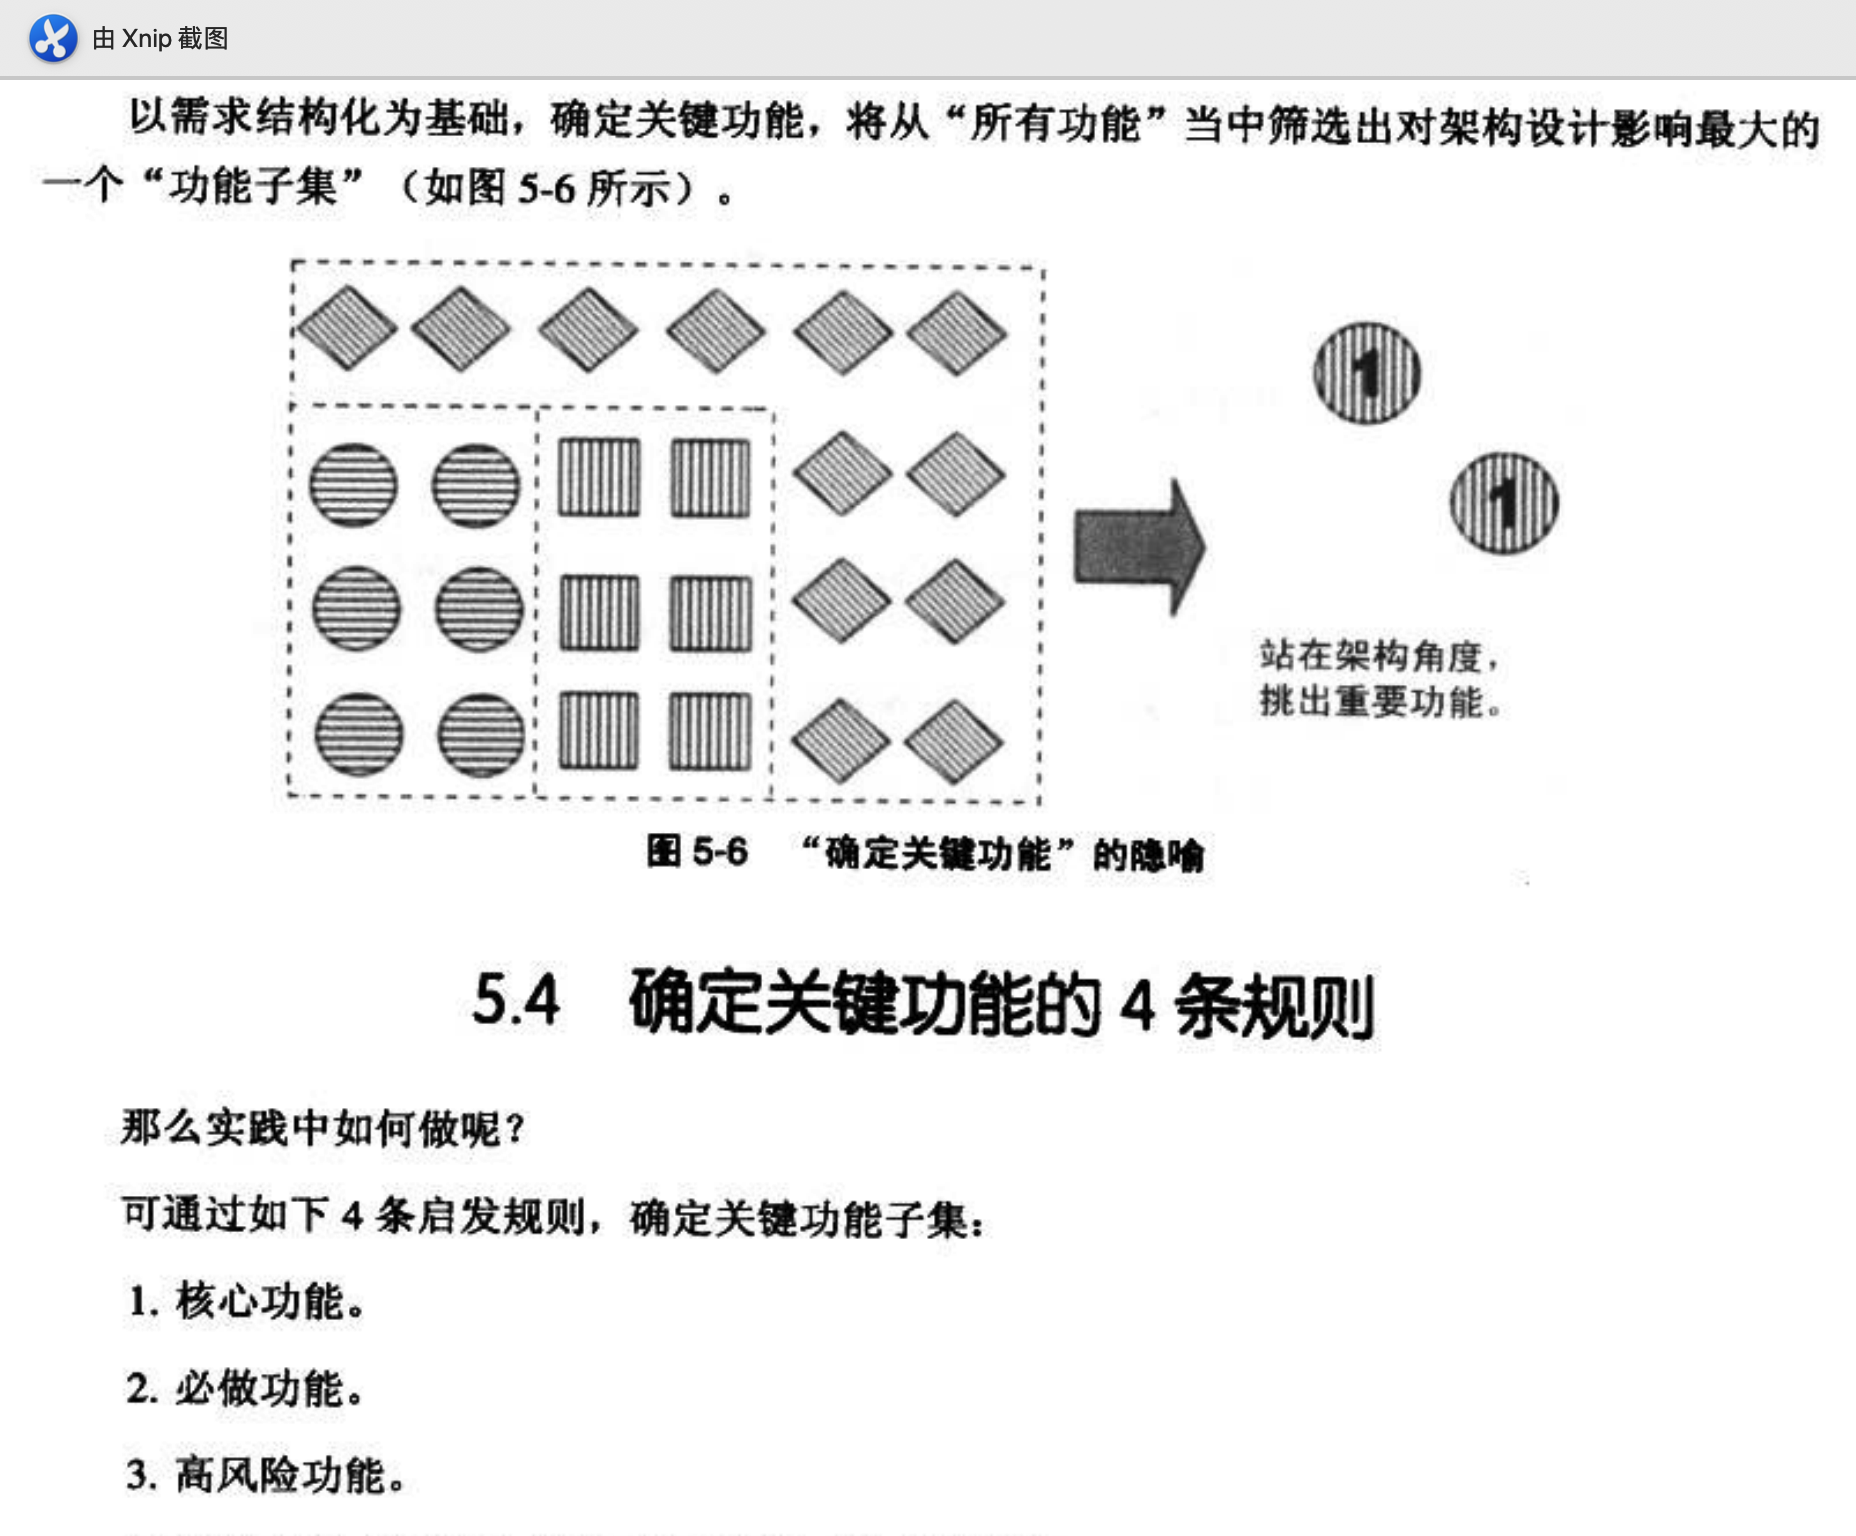 由 Xnip 截图
以需求结构化为基础，确定关键功能，将从“所有功能”当中筛选出对架构设计影响最大的
一个“功能子集”（如图 5-6 所示）。
1
1
站在架构角度，
挑出重要功能。
图 5-6 “确定关键功能”的隐喻
5.4 确定关键功能的 4 条规则
那么实践中如何做呢？
可通过如下 4 条启发规则，确定关键功能子集：
1. 核心功能。
2. 必做功能。
3. 高风险功能。